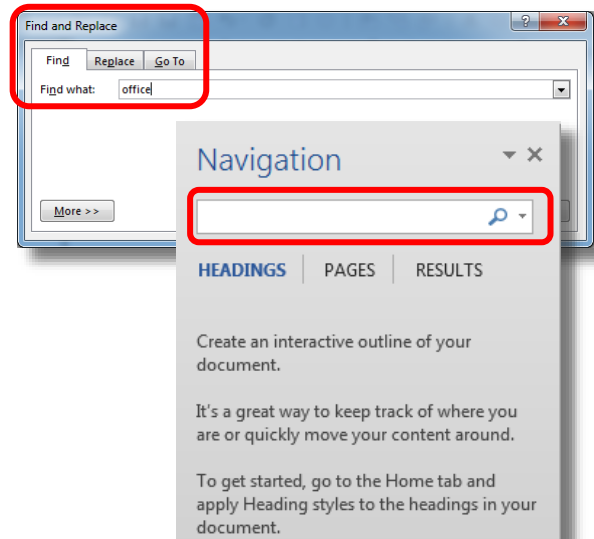 Find and Replace
Find Replace Go To
Find what: office
More >>
Navigation
HEADINGS PAGES RESULTS
Create an interactive outline of your
document.
It's a great way to keep track of where you
are or quickly move your content around.
To get started, go to the Home tab and
apply Heading styles to the headings in your
document.